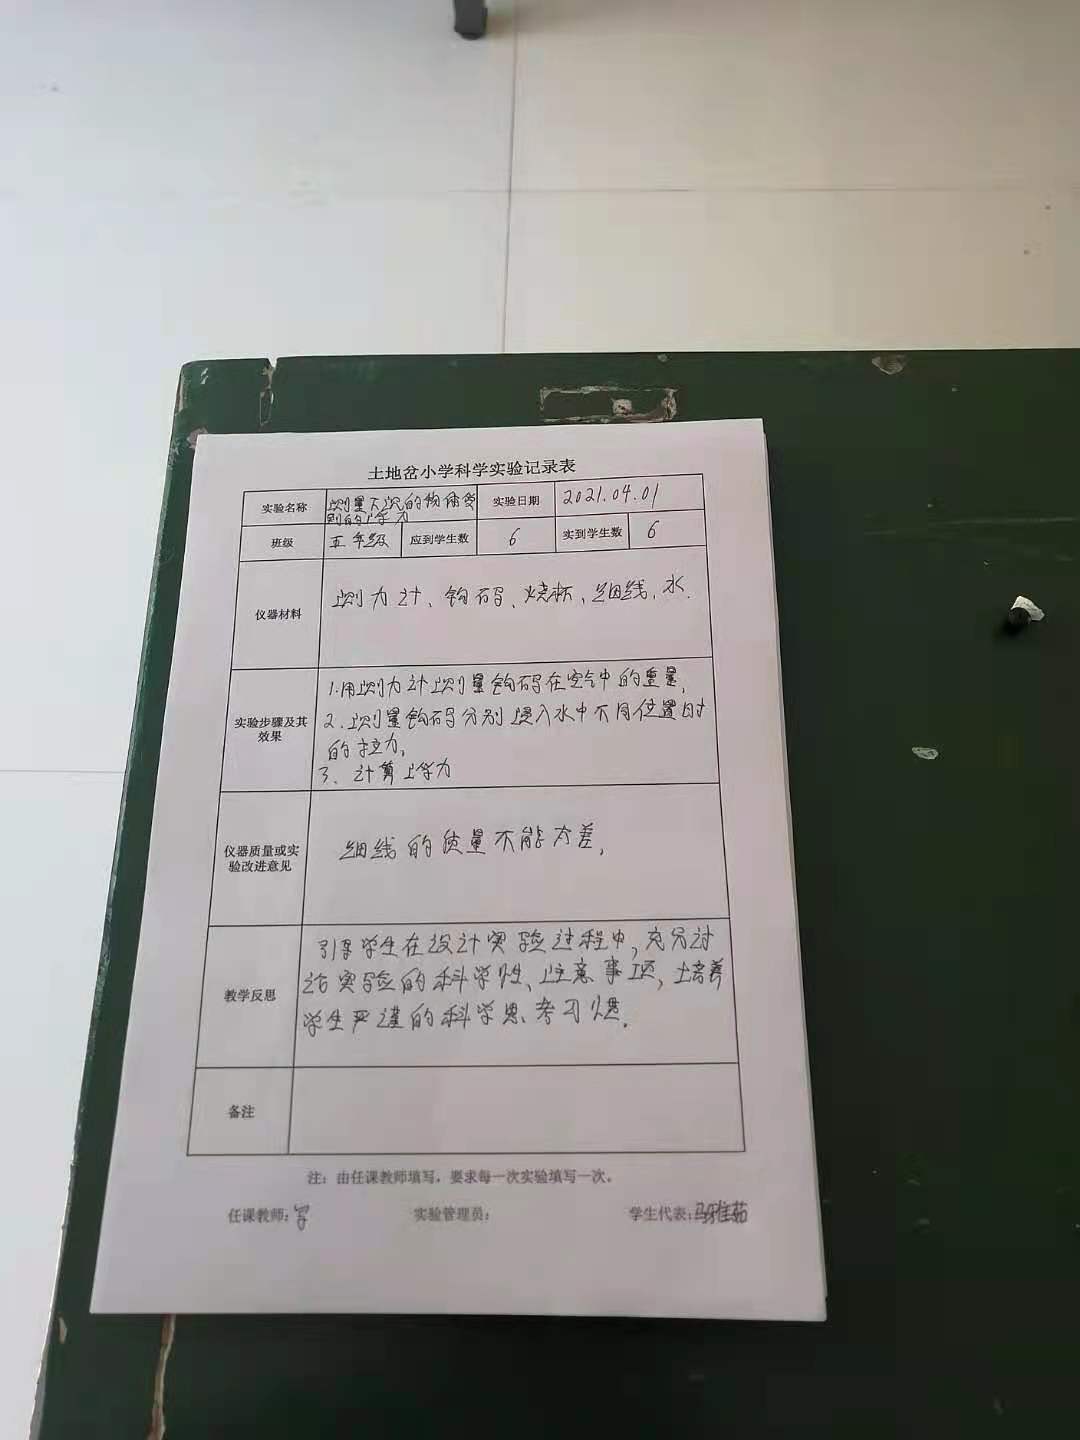 土地岔小学科学实验记录表
实验名称 测量下沉的物体受到的浮力 实验日期 2021.04.01
班级 五年级 应到学生数 6 实到学生数 6
仪器材料 测力计、钩码、烧杯、细线、水.
1.用测力计测量钩码在空气中的重量,
2.测量钩码分别浸入水中不同位置时
实验步骤及其效果
的拉力,
3、计算浮力
仪器质量或实验改进意见 细线的质量不能太差,
引导学生在设计实验过程中,充分讨
论实验的科学性、注意事项,培养
教学反思
学生严谨的科学思考习惯.
备注
注：由任课教师填写，要求每一次实验填写一次。
任课教师： 实验管理员： 学生代表：马雅茹